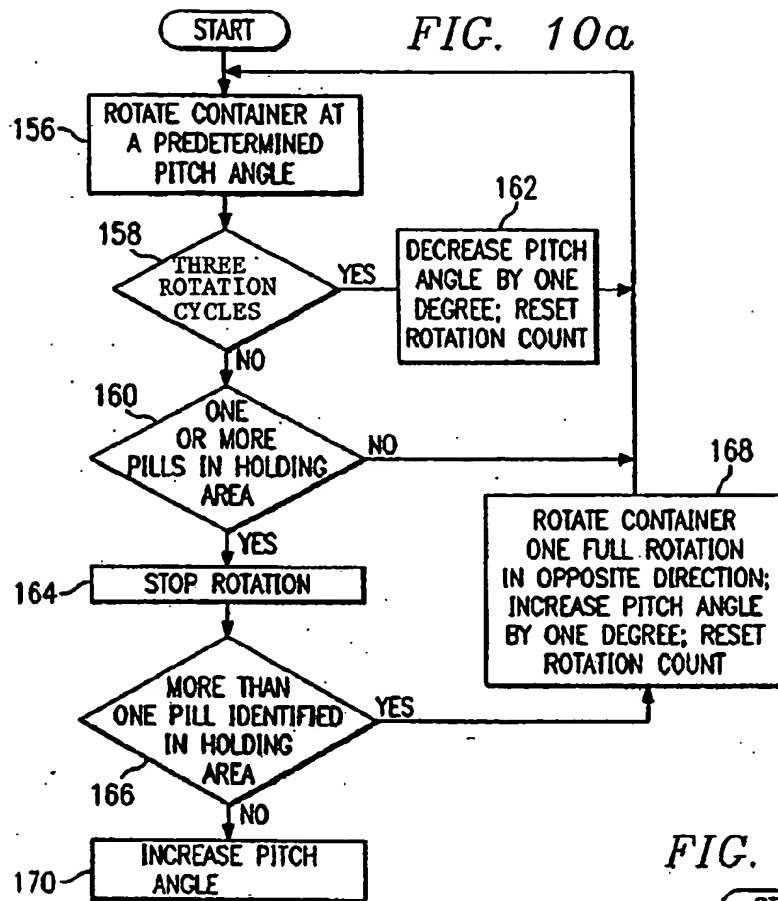 START
FIG. 10a
156
ROTATE CONTAINER AT
A PREDETERMINED
PITCH ANGLE
158
THREE
ROTATION
CYCLES
YES
162
DECREASE PITCH
ANGLE BY ONE
DEGREE; RESET
ROTATION COUNT
NO
160
ONE
OR MORE
PILLS IN HOLDING
AREA
NO
168
ROTATE CONTAINER
ONE FULL ROTATION
IN OPPOSITE DIRECTION;
INCREASE PITCH ANGLE
BY ONE DEGREE; RESET
ROTATION COUNT
YES
164
STOP ROTATION
MORE THAN
ONE PILL IDENTIFIED
IN HOLDING
AREA
YES
166
NO
170
INCREASE PITCH
ANGLE
FIG.